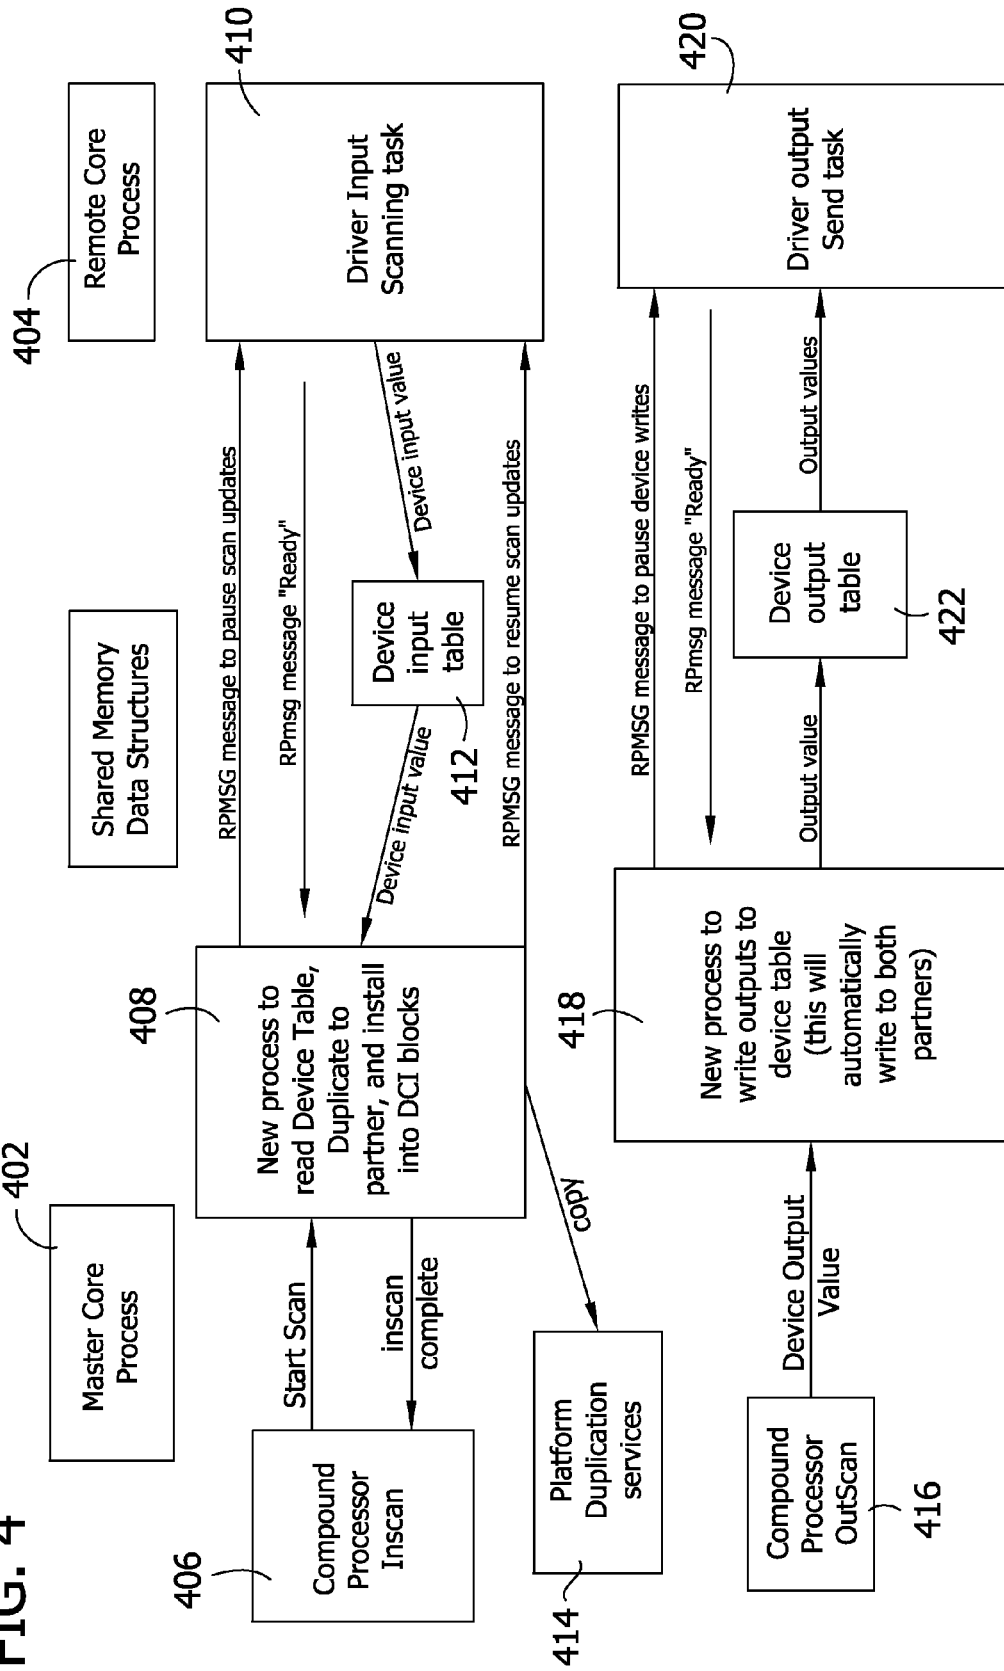 FIG. 4
402
Master Core
Process
Shared Memory
Data Structures
404
Remote Core
Process
406
Compound
Processor
Inscan
Start Scan
inscan
complete
408
New process to
read Device Table,
Duplicate to
partner, and install
into DCI blocks
RPMSG message to pause scan updates
RPmsg message "Ready"
Device input value
Device
input
table
412
Device input value
RPMSG message to resume scan updates
410
Driver Input
Scanning task
copy
Platform
Duplication
services
414
Compound
Processor
OutScan
416
Device Output
Value
418
New process to
write outputs to
device table
(this will
automatically
write to both
partners)
RPMSG message to pause device writes
RPmsg message "Ready"
Output value
Device
output
table
422
Output values
420
Driver output
Send task